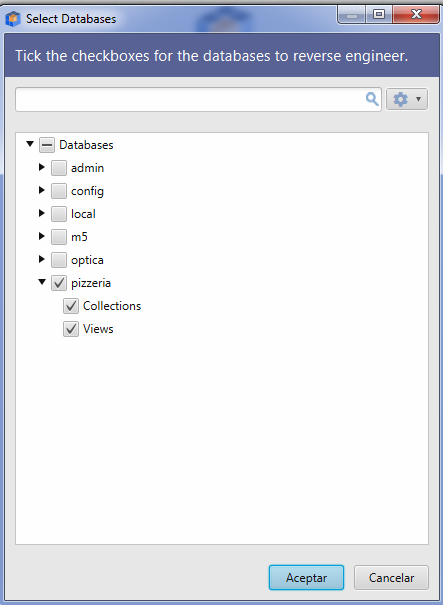 Select Databases
Tick the checkboxes for the databases to reverse engineer.
Databases
admin
config
local
m5
optica
pizzeria
Collections
Views
Aceptar Cancelar